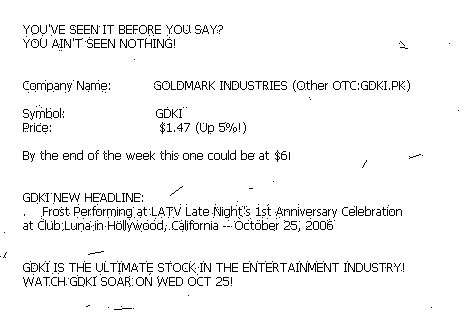 YOU'VE SEEN IT BEFORE YOU SAY?
YOU AIN'T SEEN NOTHING!
Company Name: GOLDMARK INDUSTRIES (Other OTC:GDKI.PK)
Symbol: GDKI
Price: $1.47 (Up 5%!)
By the end of the week this one could be at $6!
GDKI NEW HEADLINE:
. Frost Performing at LATV Late Night's 1st Anniversary Celebration
at Club Luna in Hollywood, California -- October 25, 2006
GDKI IS THE ULTIMATE STOCK IN THE ENTERTAINMENT INDUSTRY!
WATCH GDKI SOAR ON WED OCT 25!